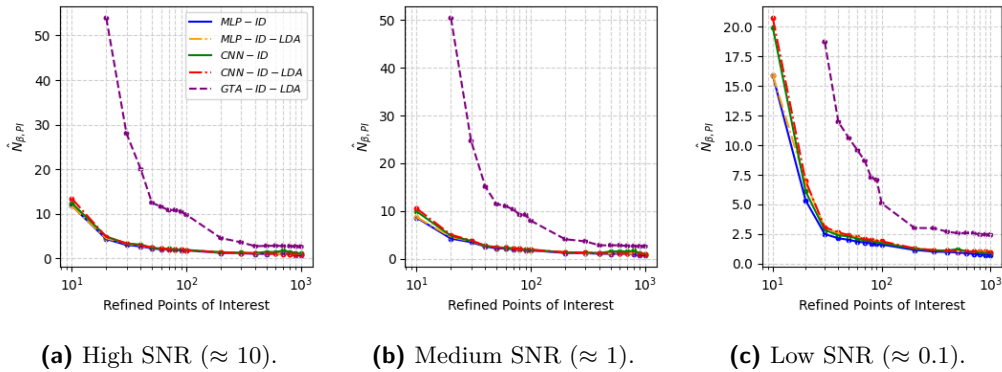 50
40
30
20
10
0
N̂β,PI
10¹
10²
10³
Refined Points of Interest
MLP − ID
MLP − ID − LDA
CNN − ID
CNN − ID − LDA
GTA − ID − LDA
(a) High SNR (≈ 10).
50
40
30
20
10
0
N̂β,PI
10¹
10²
10³
Refined Points of Interest
(b) Medium SNR (≈ 1).
20.0
17.5
15.0
12.5
10.0
7.5
5.0
2.5
0.0
N̂β,PI
10¹
10²
10³
Refined Points of Interest
(c) Low SNR (≈ 0.1).